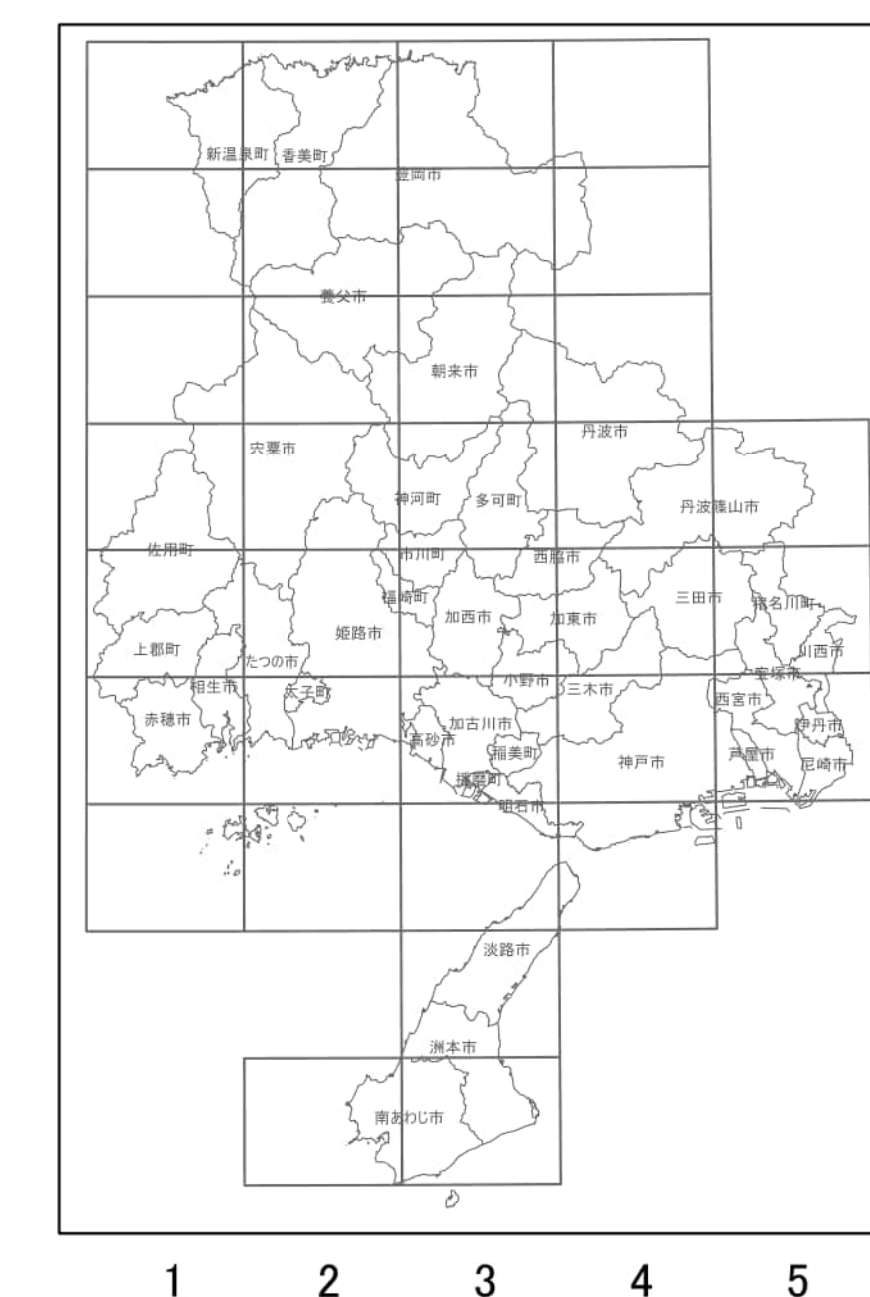 新温泉町
香美町
豊岡市
養父市
朝来市
丹波市
宍粟市
神河町
多可町
丹波篠山市
佐用町
市川町
西脇市
福崎町
加西市
加東市
三田市
猪名川町
姫路市
上郡町
たつの市
川西市
相生市
太子町
小野市
三木市
宝塚市
西宮市
赤穂市
加古川市
高砂市
伊丹市
稲美町
神戸市
芦屋市
尼崎市
播磨町
明石市
淡路市
洲本市
南あわじ市
1 2 3 4 5